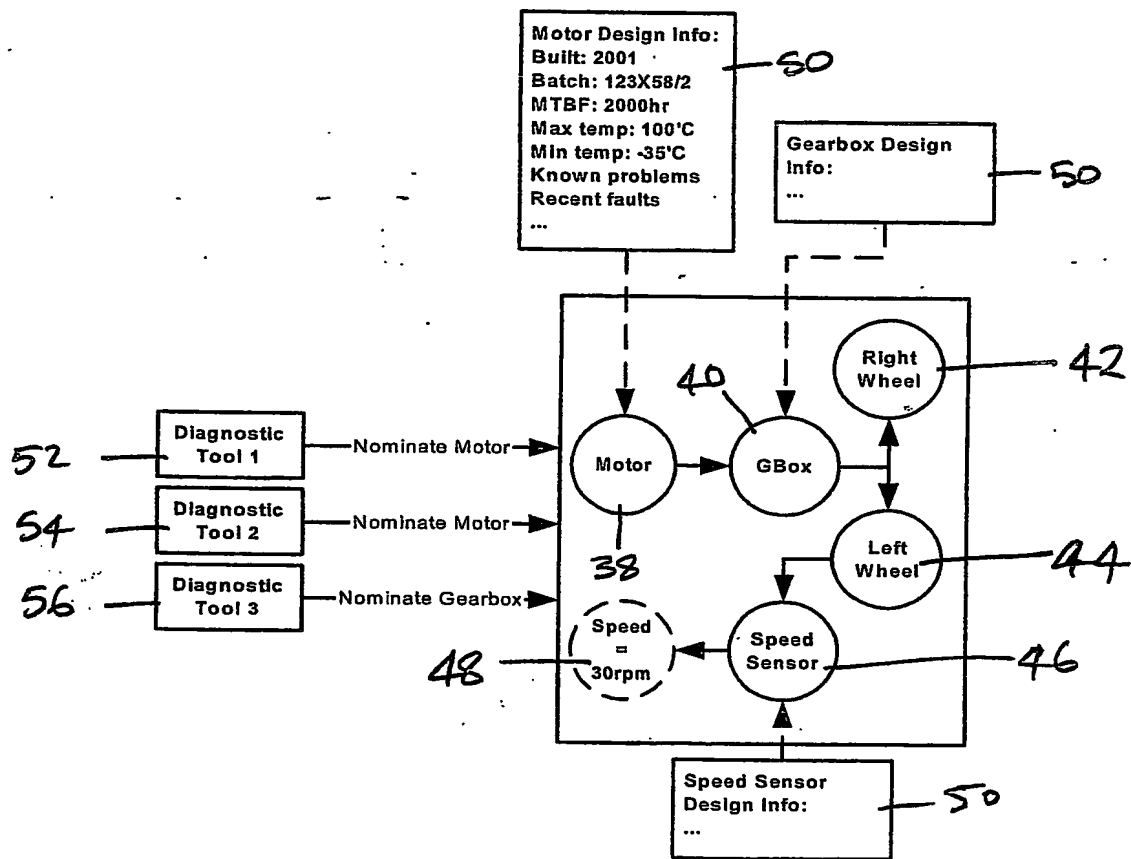 Motor Design Info:
Built: 2001
Batch: 123X58/2
MTBF: 2000hr
Max temp: 100'C
Min temp: -35'C
Known problems
Recent faults
...
50
Gearbox Design
Info:
...
50
Right
Wheel
42
40
Diagnostic
Tool 1
52
Nominate Motor
Motor
GBox
Diagnostic
Tool 2
54
Nominate Motor
38
Left
Wheel
44
Diagnostic
Tool 3
56
Nominate Gearbox
Speed
=
30rpm
48
Speed
Sensor
46
Speed Sensor
Design Info:
...
50